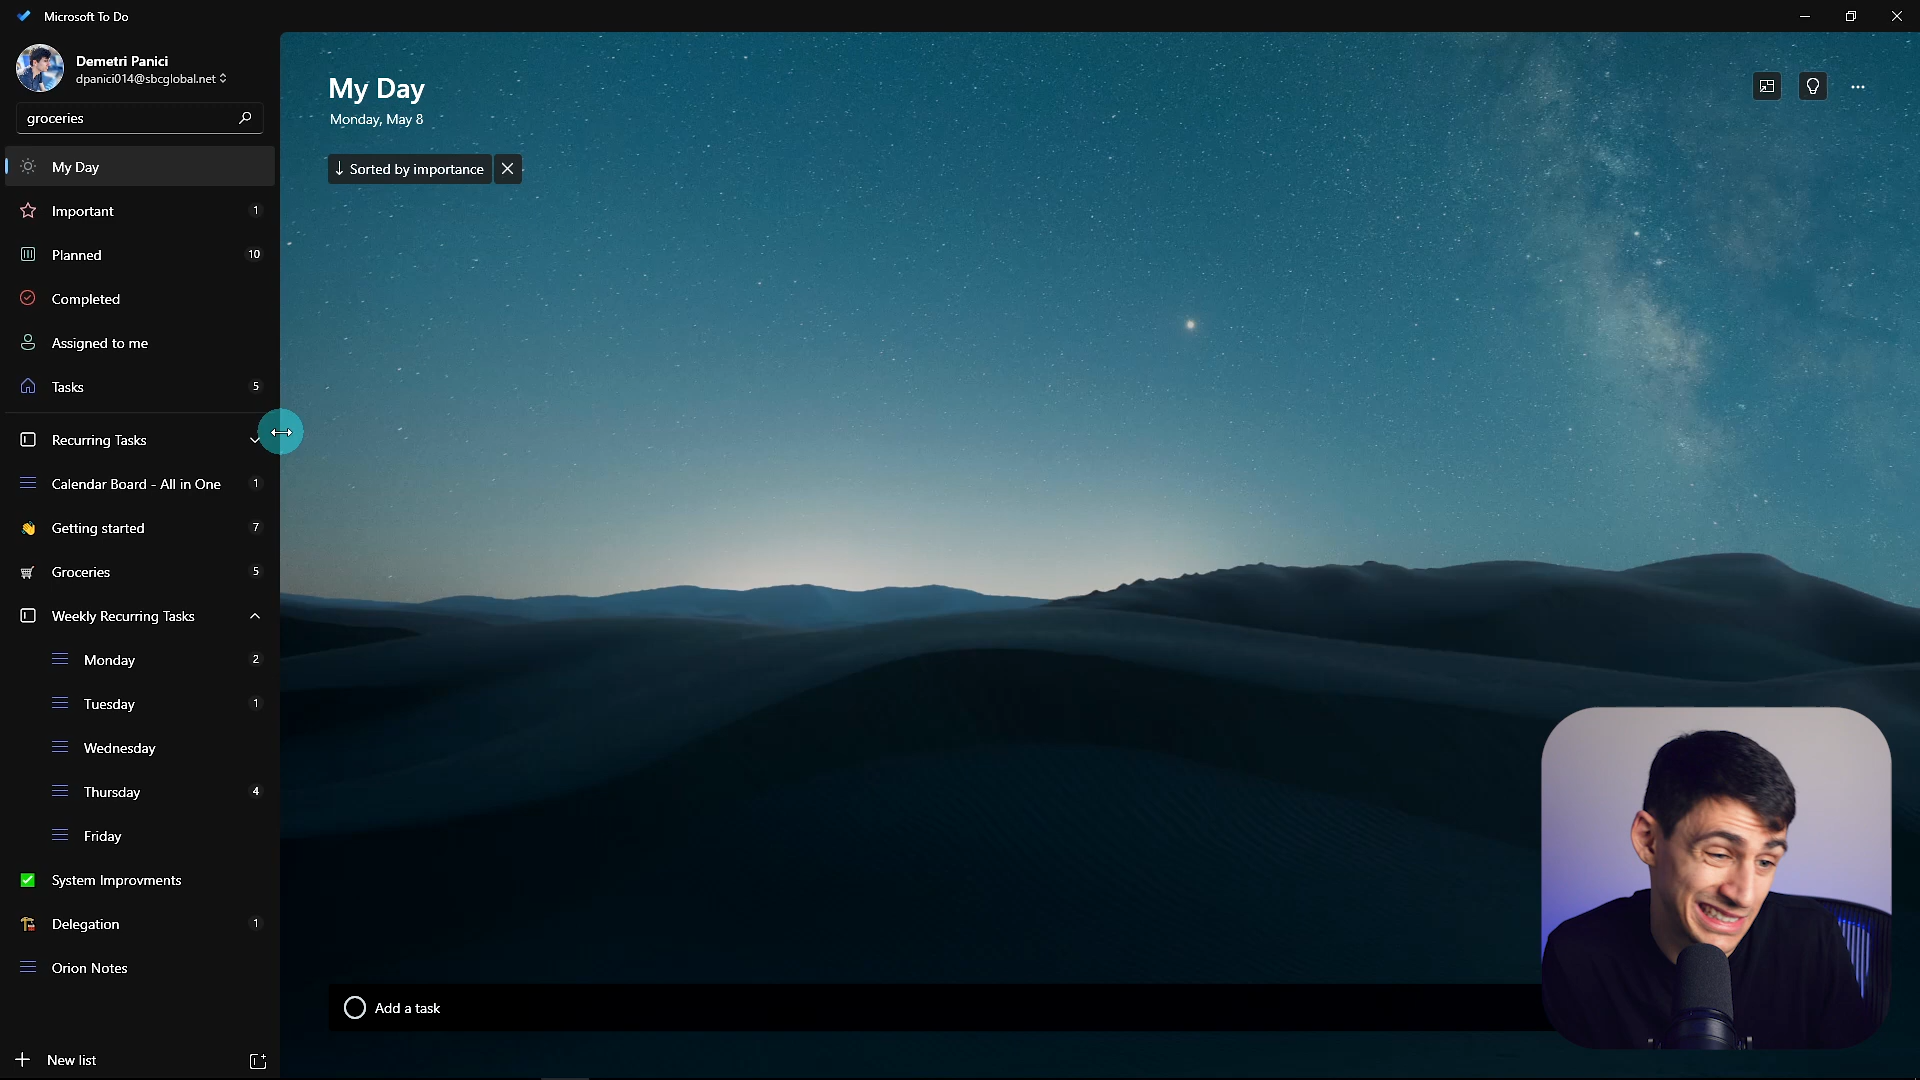 Microsoft To Do
Demetri Panici
dpanici014@sbcglobal.net
groceries
My Day
Important 1
Planned 10
Completed
Assigned to me
Tasks 5
Recurring Tasks
Calendar Board - All in One 1
Getting started 7
Groceries 5
Weekly Recurring Tasks
Monday 2
Tuesday 1
Wednesday
Thursday 4
Friday
System Improvments
Delegation 1
Orion Notes
New list
My Day
Monday, May 8
Sorted by importance
Add a task